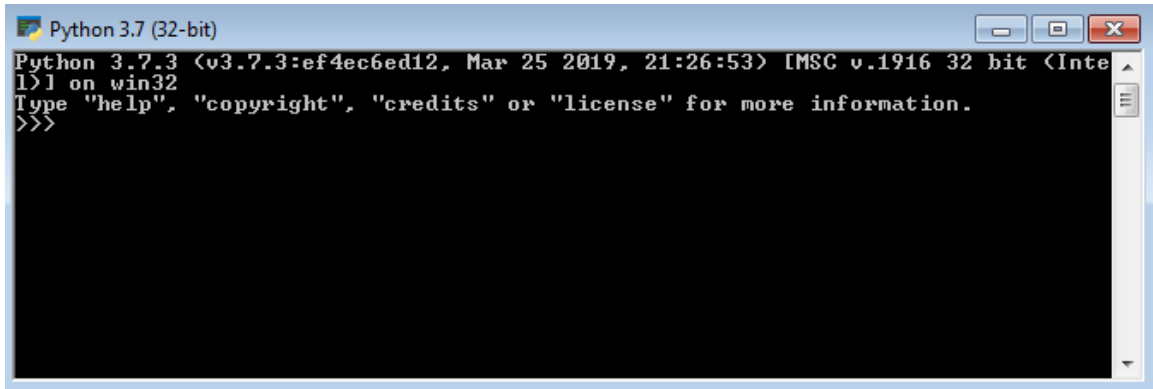 Python 3.7 (32-bit)
Python 3.7.3 (v3.7.3:ef4ec6ed12, Mar 25 2019, 21:26:53) [MSC v.1916 32 bit (Inte
l)] on win32
Type "help", "copyright", "credits" or "license" for more information.
>>>